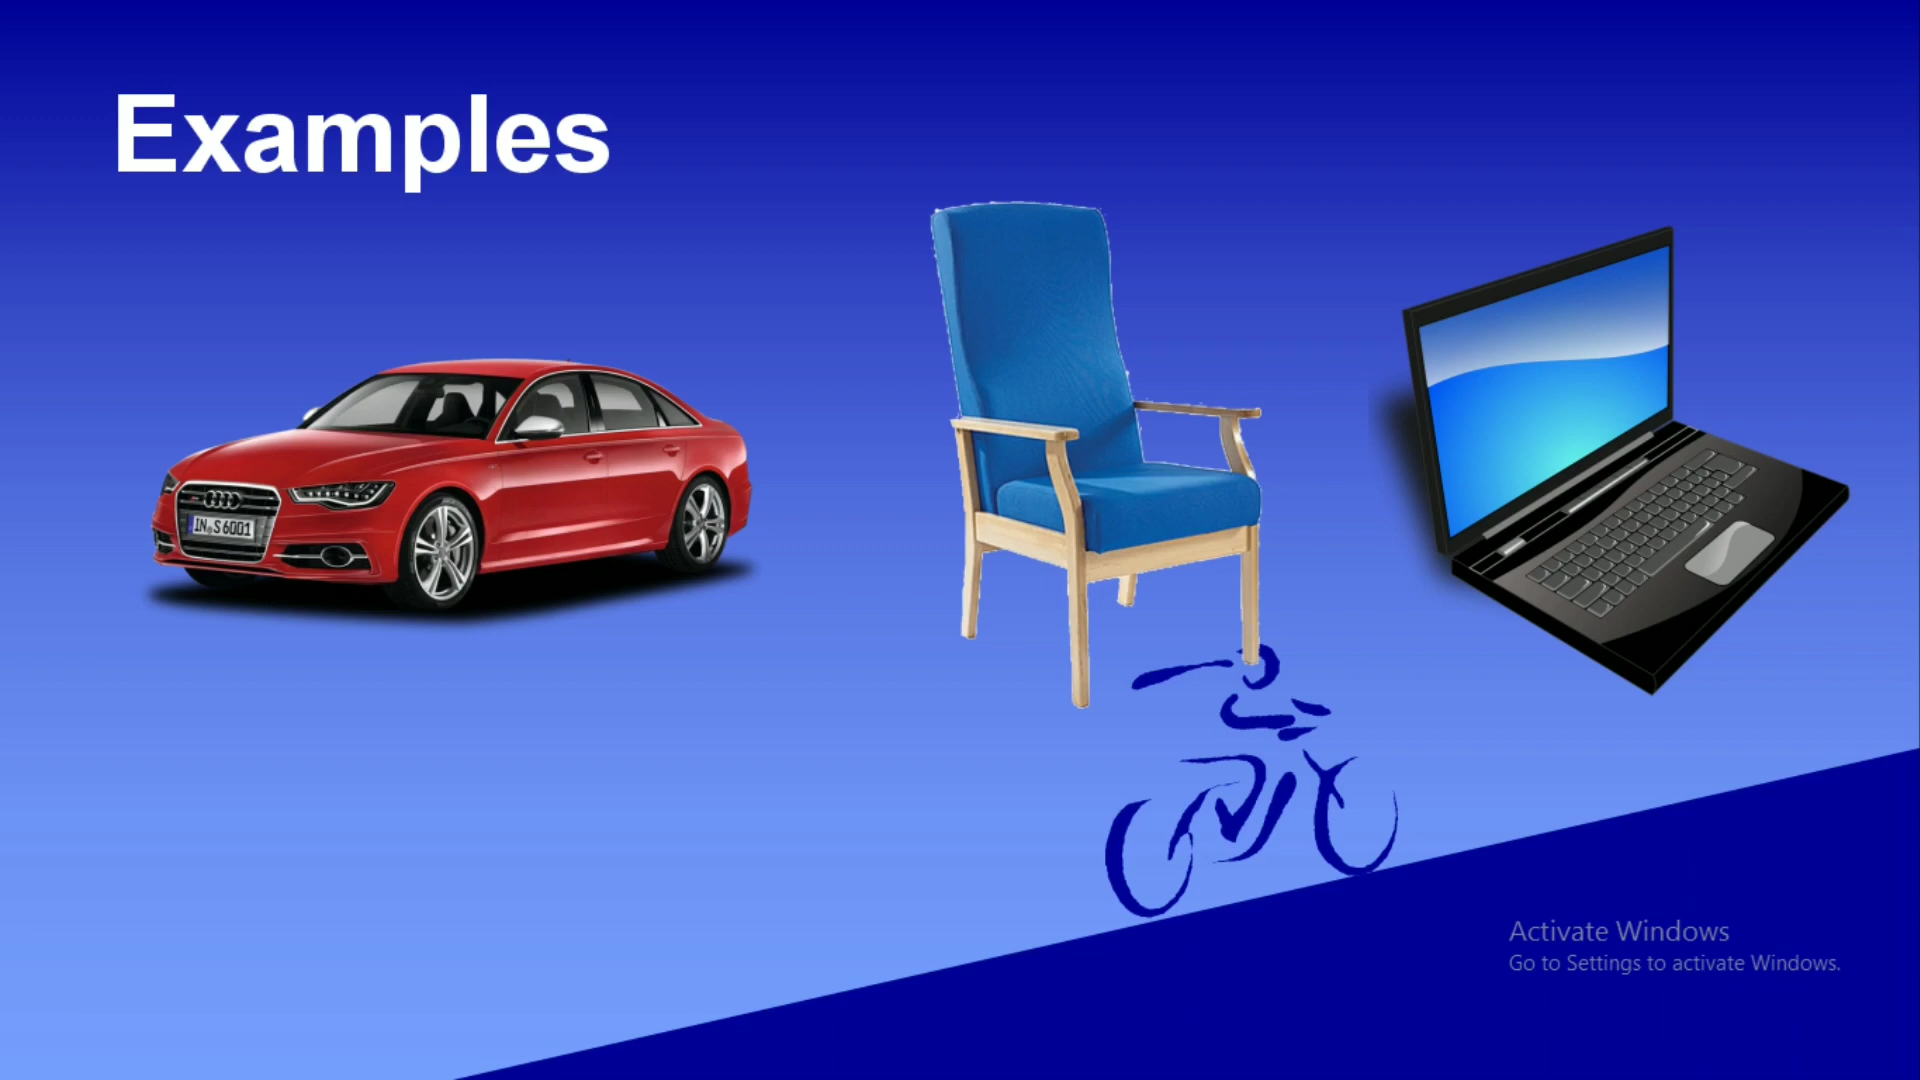 Examples
IN S 6001
Activate Windows
Go to Settings to activate Windows.